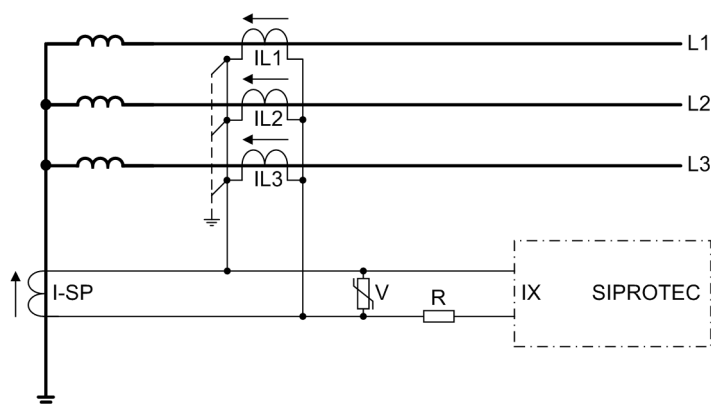 L1
IL1
L2
IL2
L3
IL3
I-SP
V
R
IX
SIPROTEC